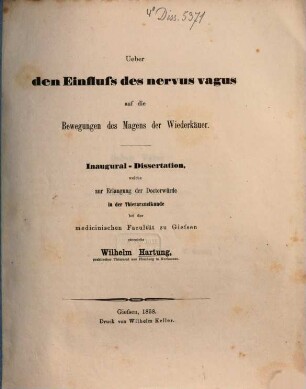 4° Diss. 5371
Ueber
den Einfluſs des nervus vagus
auf die
Bewegungen des Magens der Wiederkäuer.
Inaugural-Dissertation,
welche
zur Erlangung der Doctorwürde
in der Thierarzneikunde
bei der
medicinischen Facultät zu Gieſsen
Wilhelm Hartung,
Gieſsen, 1858.
Druck von Wilhelm Keller.